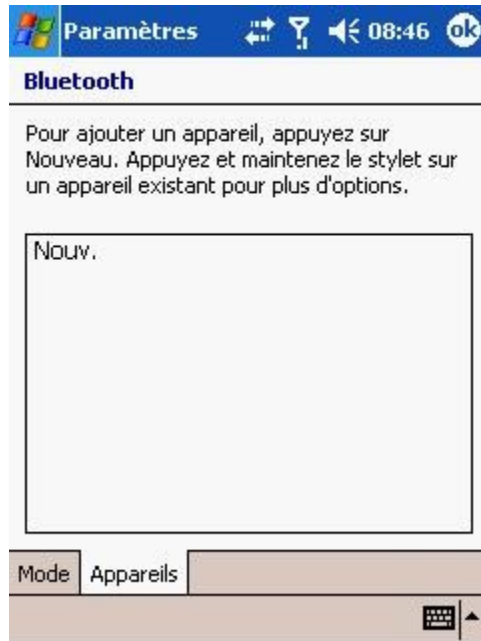 Paramètres 08:46 ok
Bluetooth
Pour ajouter un appareil, appuyez sur
Nouveau. Appuyez et maintenez le stylet sur
un appareil existant pour plus d'options.
Nouv.
Mode Appareils